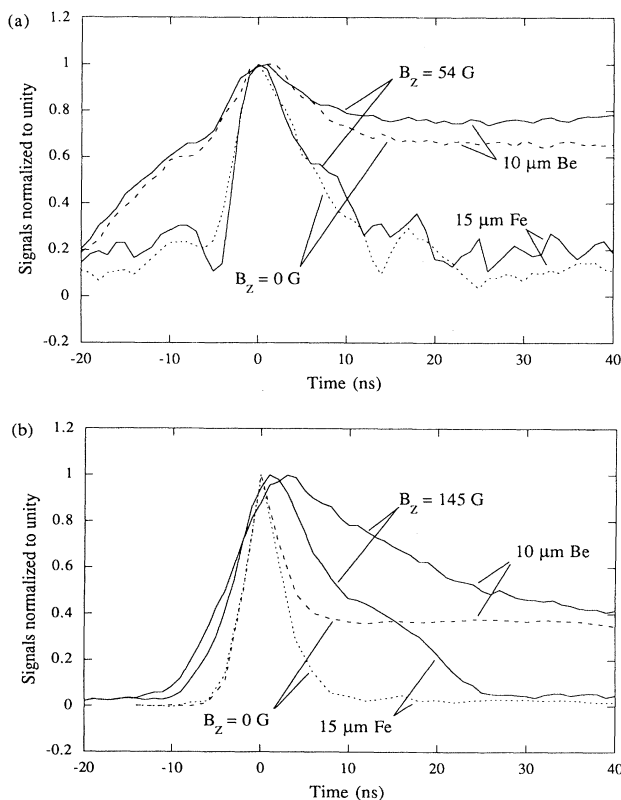 (a)
1.2
1
0.8
0.6
0.4
0.2
0
-0.2
Signals normalized to unity
B_z = 54 G
10 μm Be
15 μm Fe
B_z = 0 G
-20 -10 0 10 20 30 40
Time (ns)
(b)
1.2
1
0.8
0.6
0.4
0.2
0
-0.2
Signals normalized to unity
B_z = 145 G
10 μm Be
B_z = 0 G
15 μm Fe
-20 -10 0 10 20 30 40
Time (ns)